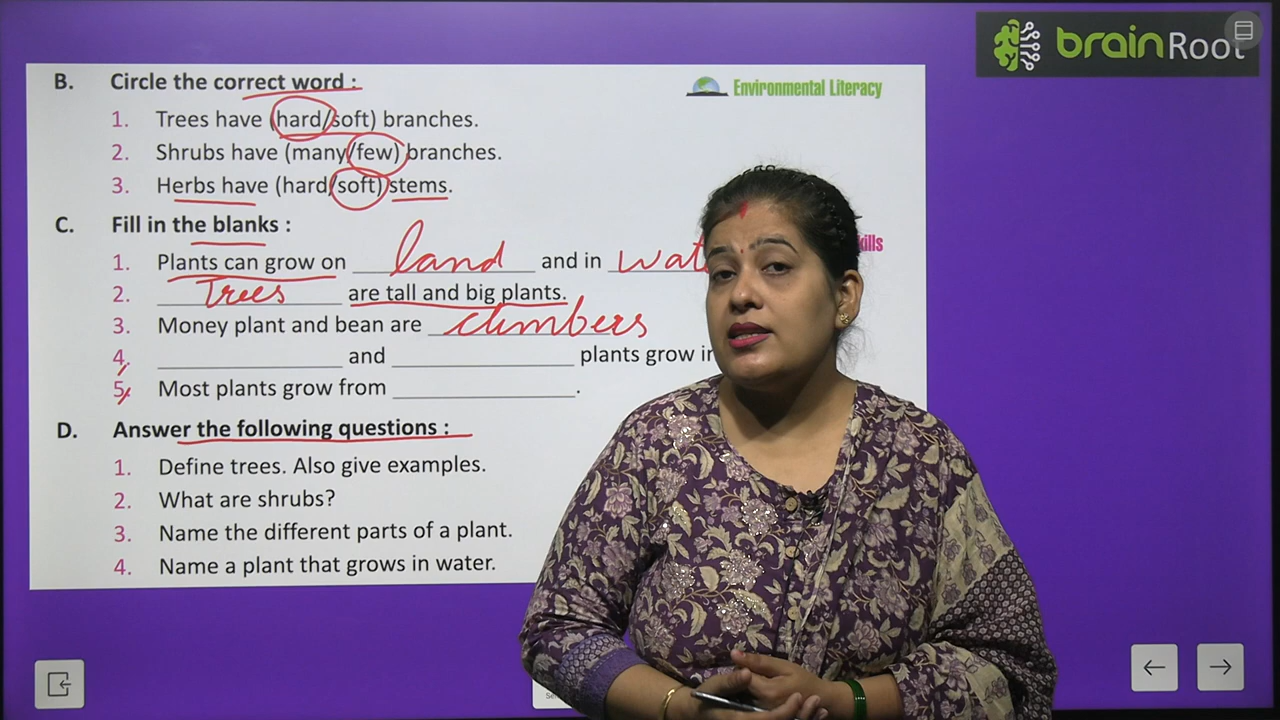 brainRoot
B. Circle the correct word :
Environmental Literacy
1. Trees have (hard/soft) branches.
2. Shrubs have (many/few) branches.
3. Herbs have (hard/soft) stems.
C. Fill in the blanks :
1. Plants can grow on land and in
2. Trees are tall and big plants.
3. Money plant and bean are climbers
4. and plants grow in
5. Most plants grow from .
D. Answer the following questions :
1. Define trees. Also give examples.
2. What are shrubs?
3. Name the different parts of a plant.
4. Name a plant that grows in water.